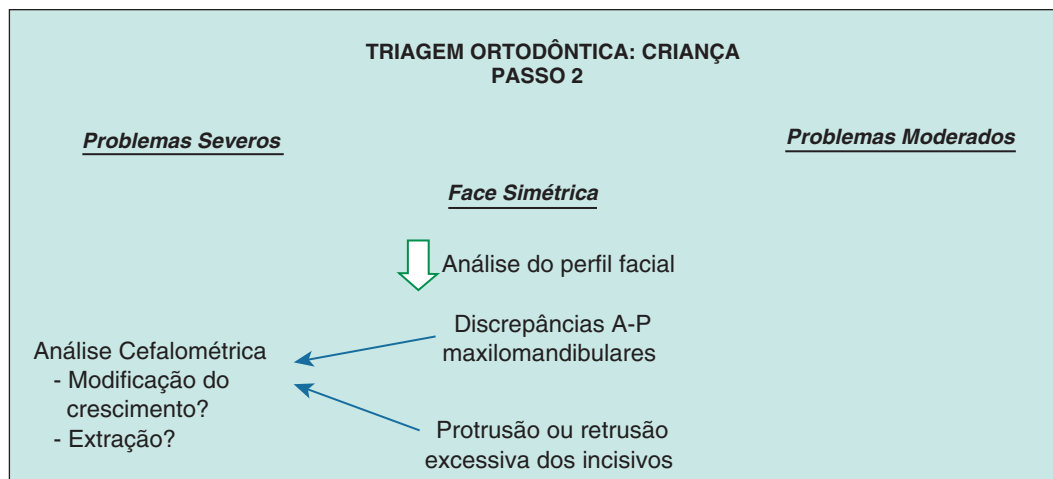 TRIAGEM ORTODÔNTICA: CRIANÇA
PASSO 2
Problemas Severos
Problemas Moderados
Face Simétrica
Análise do perfil facial
Discrepâncias A-P
maxilomandibulares
Análise Cefalométrica
- Modificação do
crescimento?
- Extração?
Protrusão ou retrusão
excessiva dos incisivos